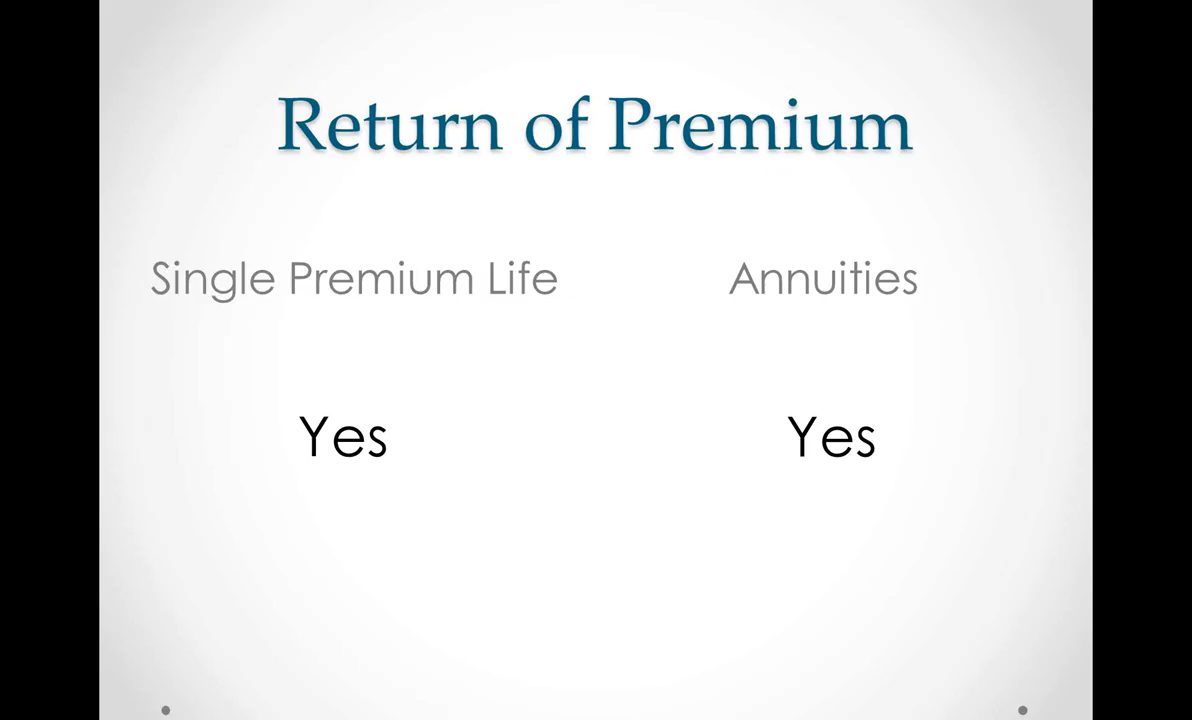 Return of Premium
Single Premium Life
Annuities
Yes
Yes